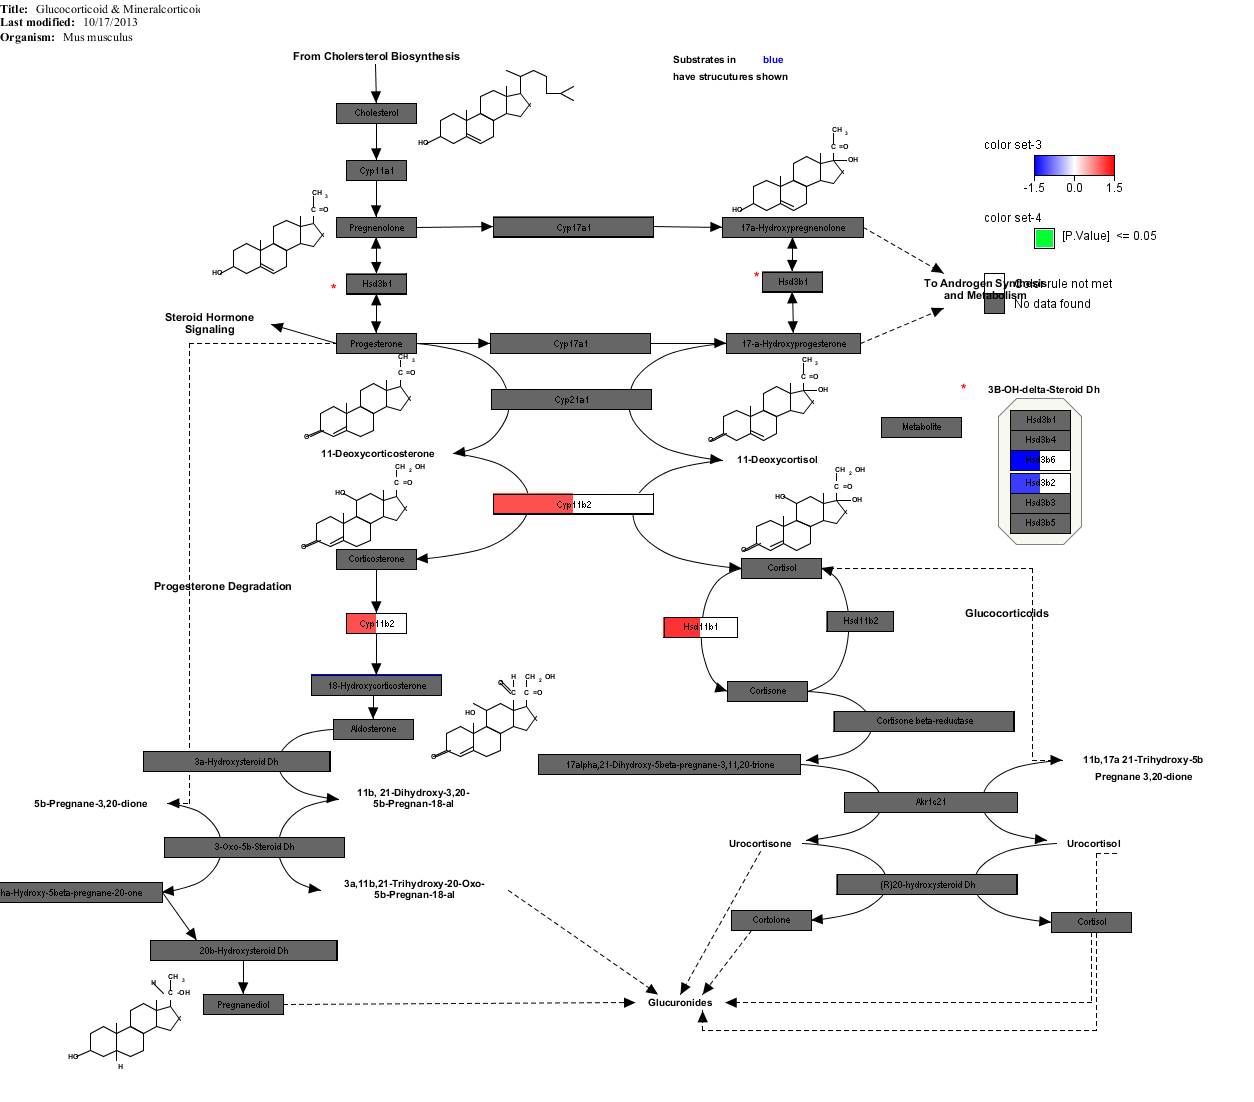 Title: Glucocorticoid & Mineralcorticoid
Last modified: 10/17/2013
Organism: Mus musculus
From Cholersterol Biosynthesis
Substrates in blue
have strucutures shown
Cholesterol
HO
CH3
C =O
OH
HO
color set-3
-1.5 0.0 1.5
Cyp11a1
CH3
C =O
HO
Pregnenolone
Cyp17a1
17a-Hydroxypregnenolone
color set-4
[P.Value] <= 0.05
* Hsd3b1
* Hsd3b1
To Androgen Synthesis
and Metabolism
Color rule not met
No data found
Steroid Hormone
Signaling
Progesterone
Cyp17a1
17-a-Hydroxyprogesterone
CH3
C =O
O
CH3
C =O
OH
O
Cyp21a1
* 3B-OH-delta-Steroid Dh
Metabolite
Hsd3b1
Hsd3b4
Hsd3b6
Hsd3b2
Hsd3b3
Hsd3b5
11-Deoxycorticosterone
11-Deoxycortisol
CH2 OH
C =O
HO
O
Cyp11b2
CH2 OH
C =O
HO
OH
O
Corticosterone
Cortisol
Progesterone Degradation
Glucocorticoids
Cyp11b2
Hsd11b1
Hsd11b2
18-Hydroxycorticosterone
H CH2 OH
O
C C =O
HO
O
Cortisone
Aldosterone
Cortisone beta-reductase
3a-Hydroxysteroid Dh
17alpha,21-Dihydroxy-5beta-pregnane-3,11,20-trione
11b,17a 21-Trihydroxy-5b
Pregnane 3,20-dione
5b-Pregnane-3,20-dione
11b, 21-Dihydroxy-3,20-
5b-Pregnan-18-al
Akr1c21
3-Oxo-5b-Steroid Dh
Urocortisone
Urocortisol
ha-Hydroxy-5beta-pregnane-20-one
3a,11b,21-Trihydroxy-20-Oxo-
5b-Pregnan-18-al
(R)20-hydroxysteroid Dh
Cortolone
Cortisol
20b-Hydroxysteroid Dh
Pregnanediol
Glucuronides
CH3
H
C -OH
HO
H